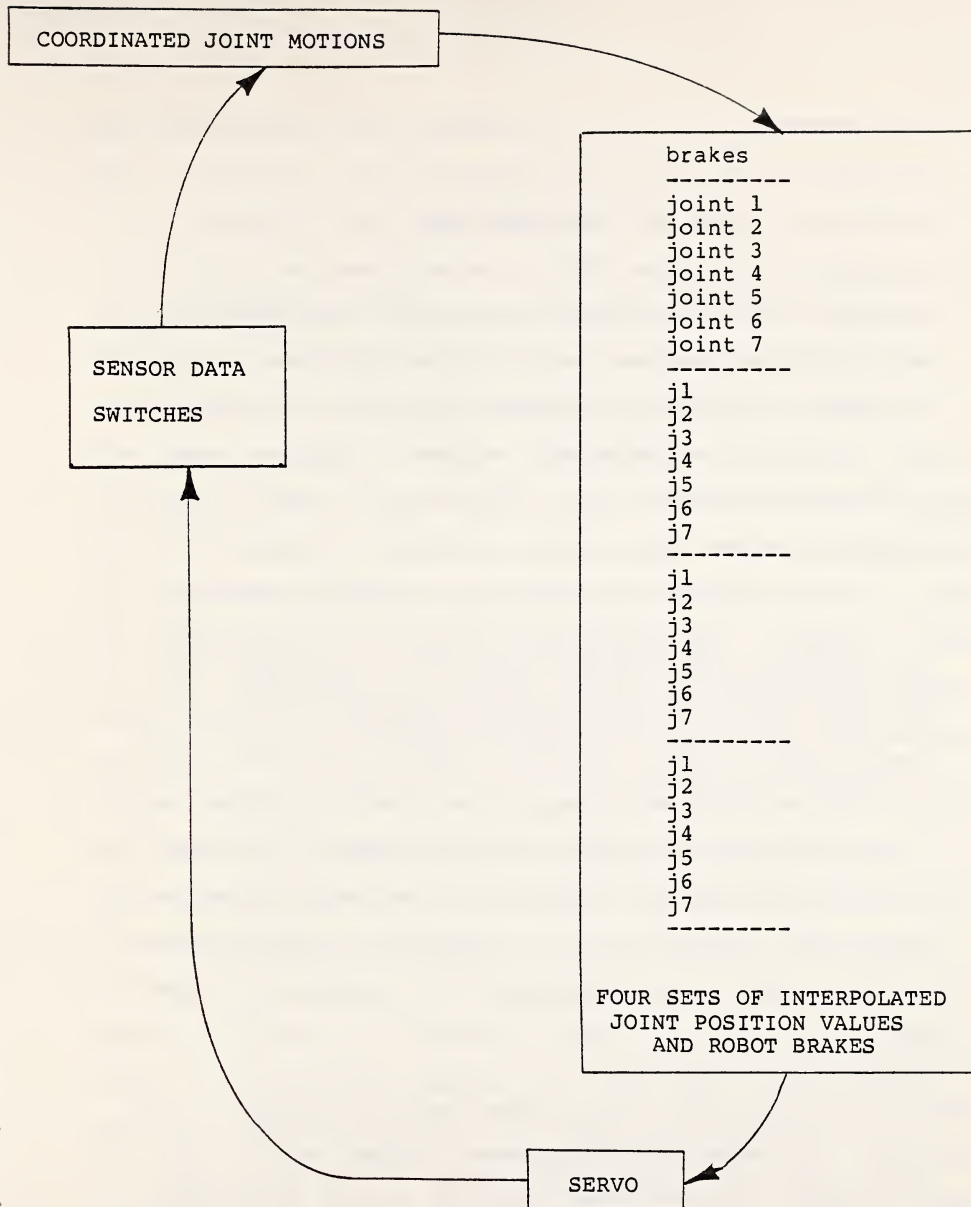 COORDINATED JOINT MOTIONS
brakes
---------
joint 1
joint 2
joint 3
joint 4
joint 5
joint 6
joint 7
---------
j1
j2
j3
j4
j5
j6
j7
---------
j1
j2
j3
j4
j5
j6
j7
---------
j1
j2
j3
j4
j5
j6
j7
---------
FOUR SETS OF INTERPOLATED
JOINT POSITION VALUES
AND ROBOT BRAKES
SENSOR DATA
SWITCHES
SERVO